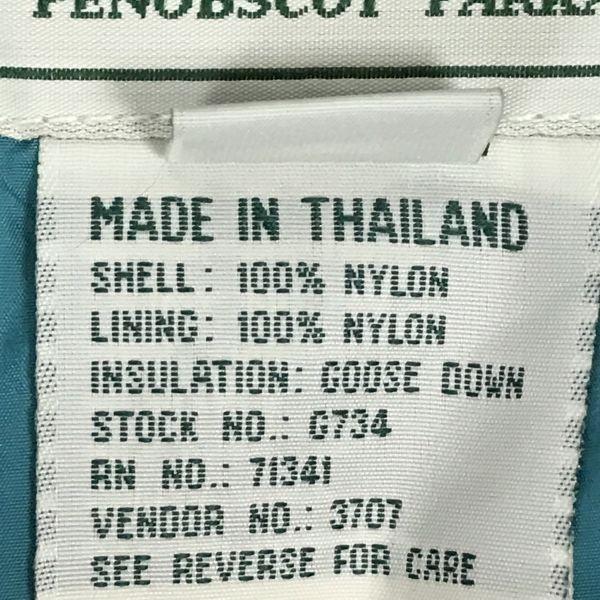 PENOBSCOT PARKA
MADE IN THAILAND
SHELL: 100% NYLON
LINING: 100% NYLON
INSULATION: GOOSE DOWN
STOCK NO.: G734
RN NO.: 71341
VENDOR NO.: 3707
SEE REVERSE FOR CARE